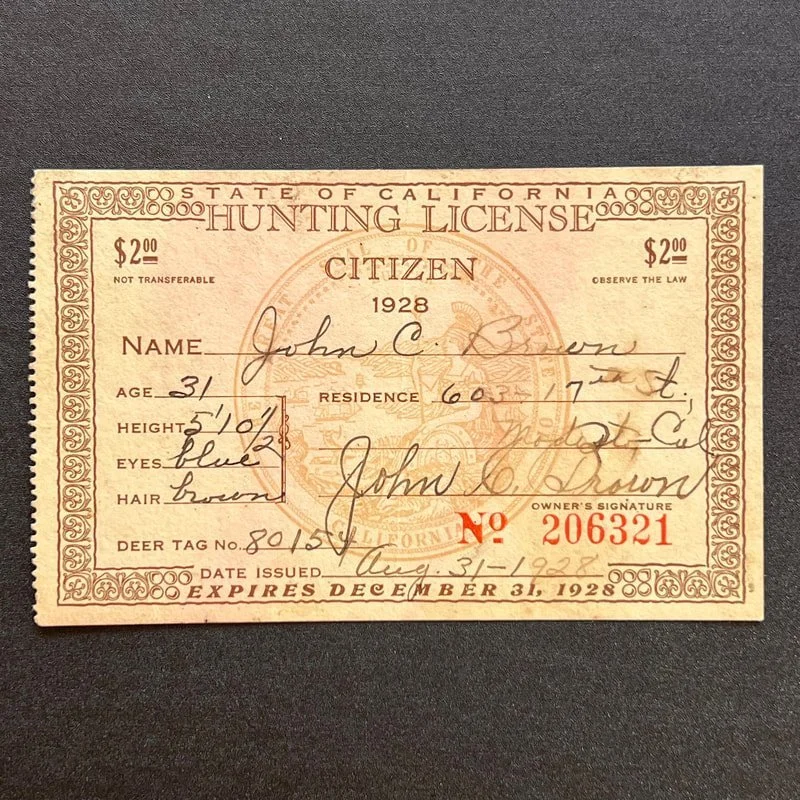 STATE OF CALIFORNIA
HUNTING LICENSE
$2.00 CITIZEN $2.00
NOT TRANSFERABLE OBSERVE THE LAW
1928
NAME John C. Brown
AGE 31 RESIDENCE 603-17th St.,
HEIGHT 5'10 1/2 Modesto-Cal
EYES blue
HAIR brown John C. Brown
OWNER'S SIGNATURE
No 206321
DEER TAG No. 80154
DATE ISSUED Aug. 31-1928
EXPIRES DECEMBER 31, 1928